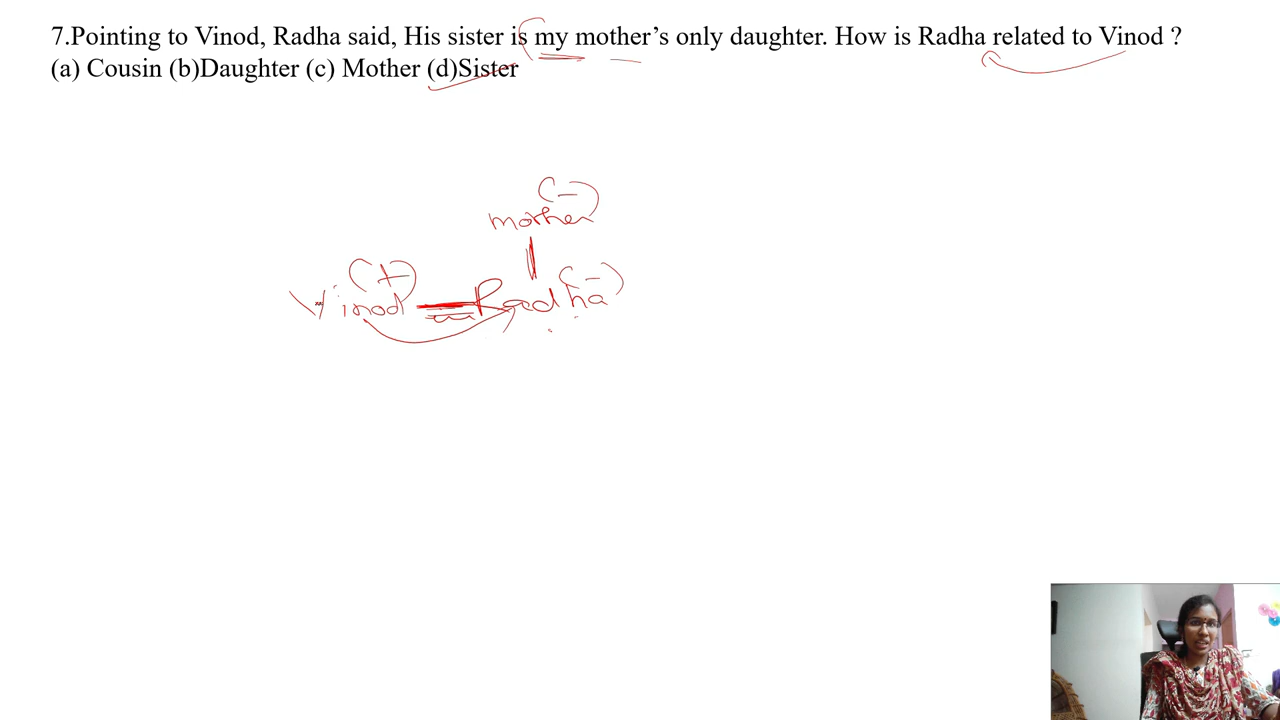 7.Pointing to Vinod, Radha said, His sister is my mother’s only daughter. How is Radha related to Vinod ?
(a) Cousin (b)Daughter (c) Mother (d)Sister
(-)
mother
(+) (-)
Vinod Radha